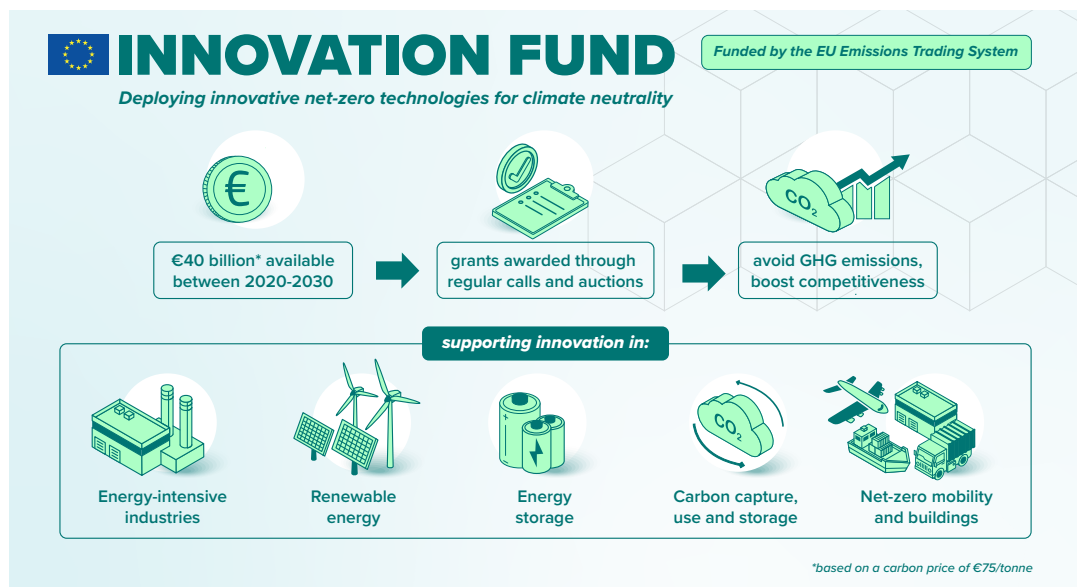 INNOVATION FUND
Funded by the EU Emissions Trading System
Deploying innovative net-zero technologies for climate neutrality
€
CO₂
€40 billion* available
between 2020-2030
grants awarded through
regular calls and auctions
avoid GHG emissions,
boost competitiveness
supporting innovation in:
CO₂
Energy-intensive
industries
Renewable
energy
Energy
storage
Carbon capture,
use and storage
Net-zero mobility
and buildings
*based on a carbon price of €75/tonne